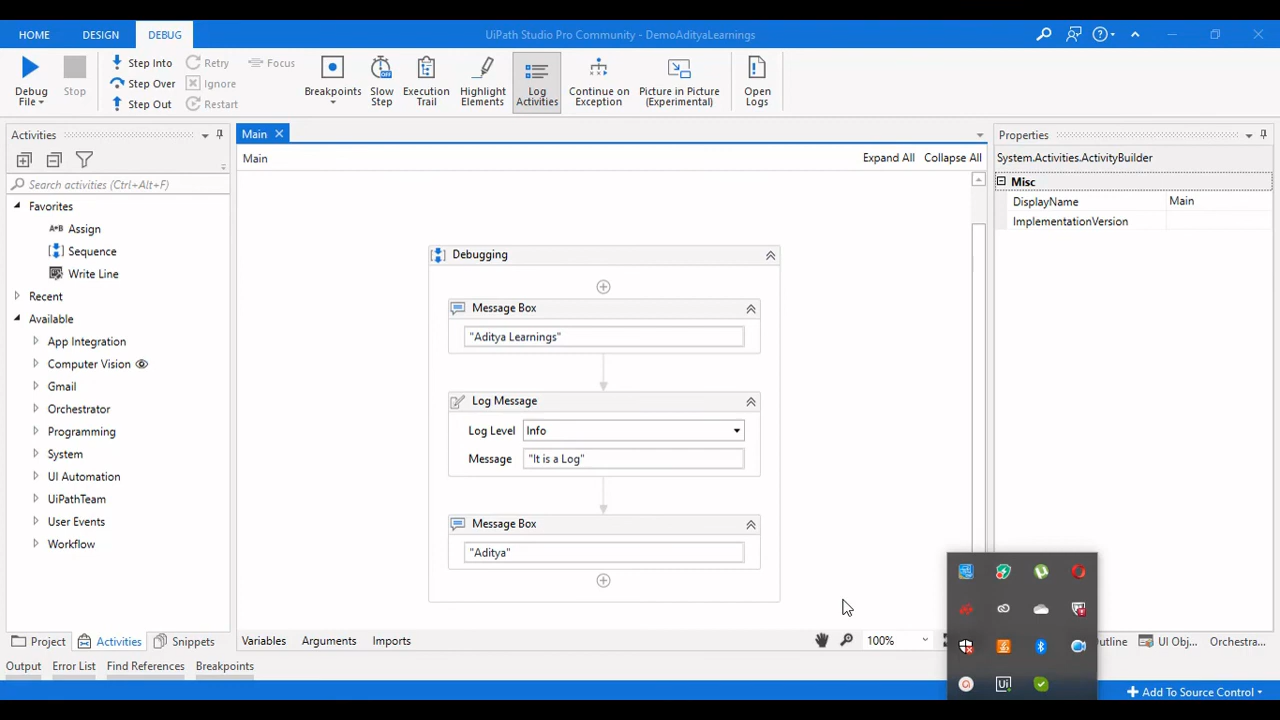 HOME DESIGN DEBUG UiPath Studio Pro Community - DemoAdityaLearnings
Debug File
Stop
Step Into
Step Over
Step Out
Retry
Ignore
Restart
Focus
Breakpoints
Slow Step
Execution Trail
Highlight Elements
Log Activities
Continue on Exception
Picture in Picture (Experimental)
Open Logs
Activities
Search activities (Ctrl+Alt+F)
Favorites
A*B Assign
Sequence
Write Line
Recent
Available
App Integration
Computer Vision
Gmail
Orchestrator
Programming
System
UI Automation
UiPathTeam
User Events
Workflow
Project Activities Snippets
Main
Main Expand All Collapse All
Debugging
Message Box
"Aditya Learnings"
Log Message
Log Level Info
Message "It is a Log"
Message Box
"Aditya"
Variables Arguments Imports 100%
Properties
System.Activities.ActivityBuilder
Misc
DisplayName Main
ImplementationVersion
Ui
utline UI Obj... Orchestra...
Output Error List Find References Breakpoints
Add To Source Control